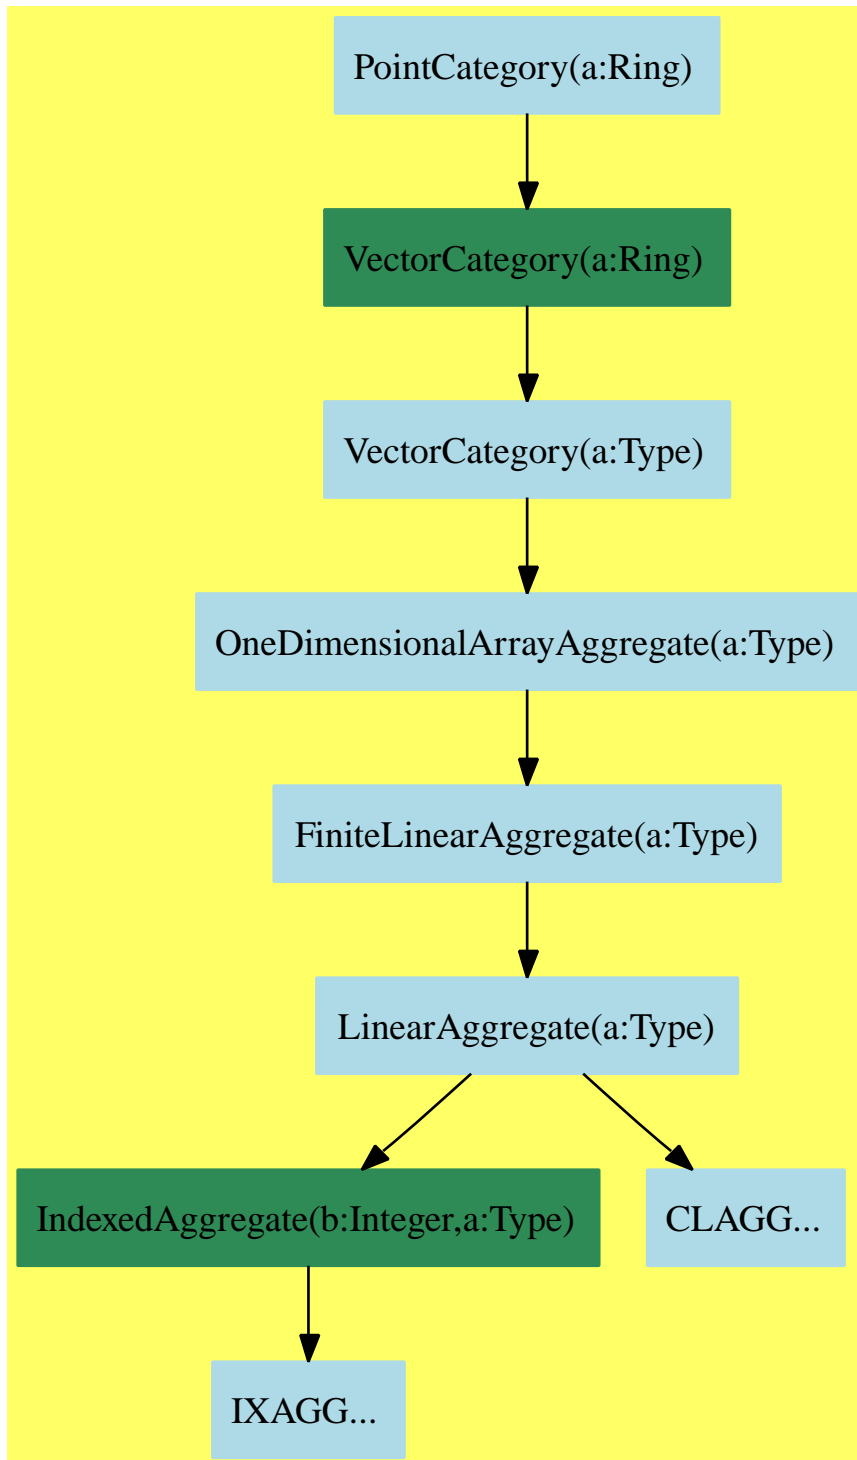 PointCategory(a:Ring)
VectorCategory(a:Ring)
VectorCategory(a:Type)
OneDimensionalArrayAggregate(a:Type)
FiniteLinearAggregate(a:Type)
LinearAggregate(a:Type)
IndexedAggregate(b:Integer,a:Type)
CLAGG...
IXAGG...